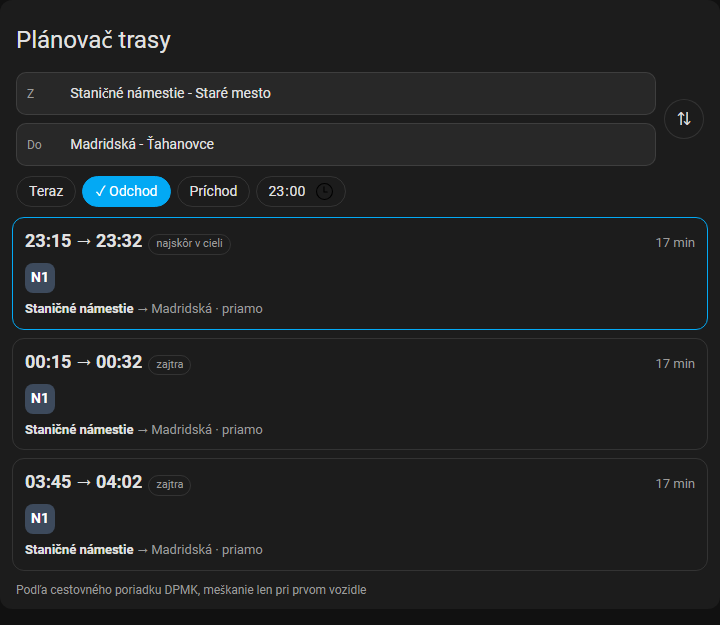 Plánovač trasy
Z Staničné námestie - Staré mesto
Do Madridská - Ťahanovce
Teraz ✓ Odchod Príchod 23:00
23:15 → 23:32 najskôr v cieli 17 min
N1
Staničné námestie → Madridská · priamo
00:15 → 00:32 zajtra 17 min
N1
Staničné námestie → Madridská · priamo
03:45 → 04:02 zajtra 17 min
N1
Staničné námestie → Madridská · priamo
Podľa cestovného poriadku DPMK, meškanie len pri prvom vozidle